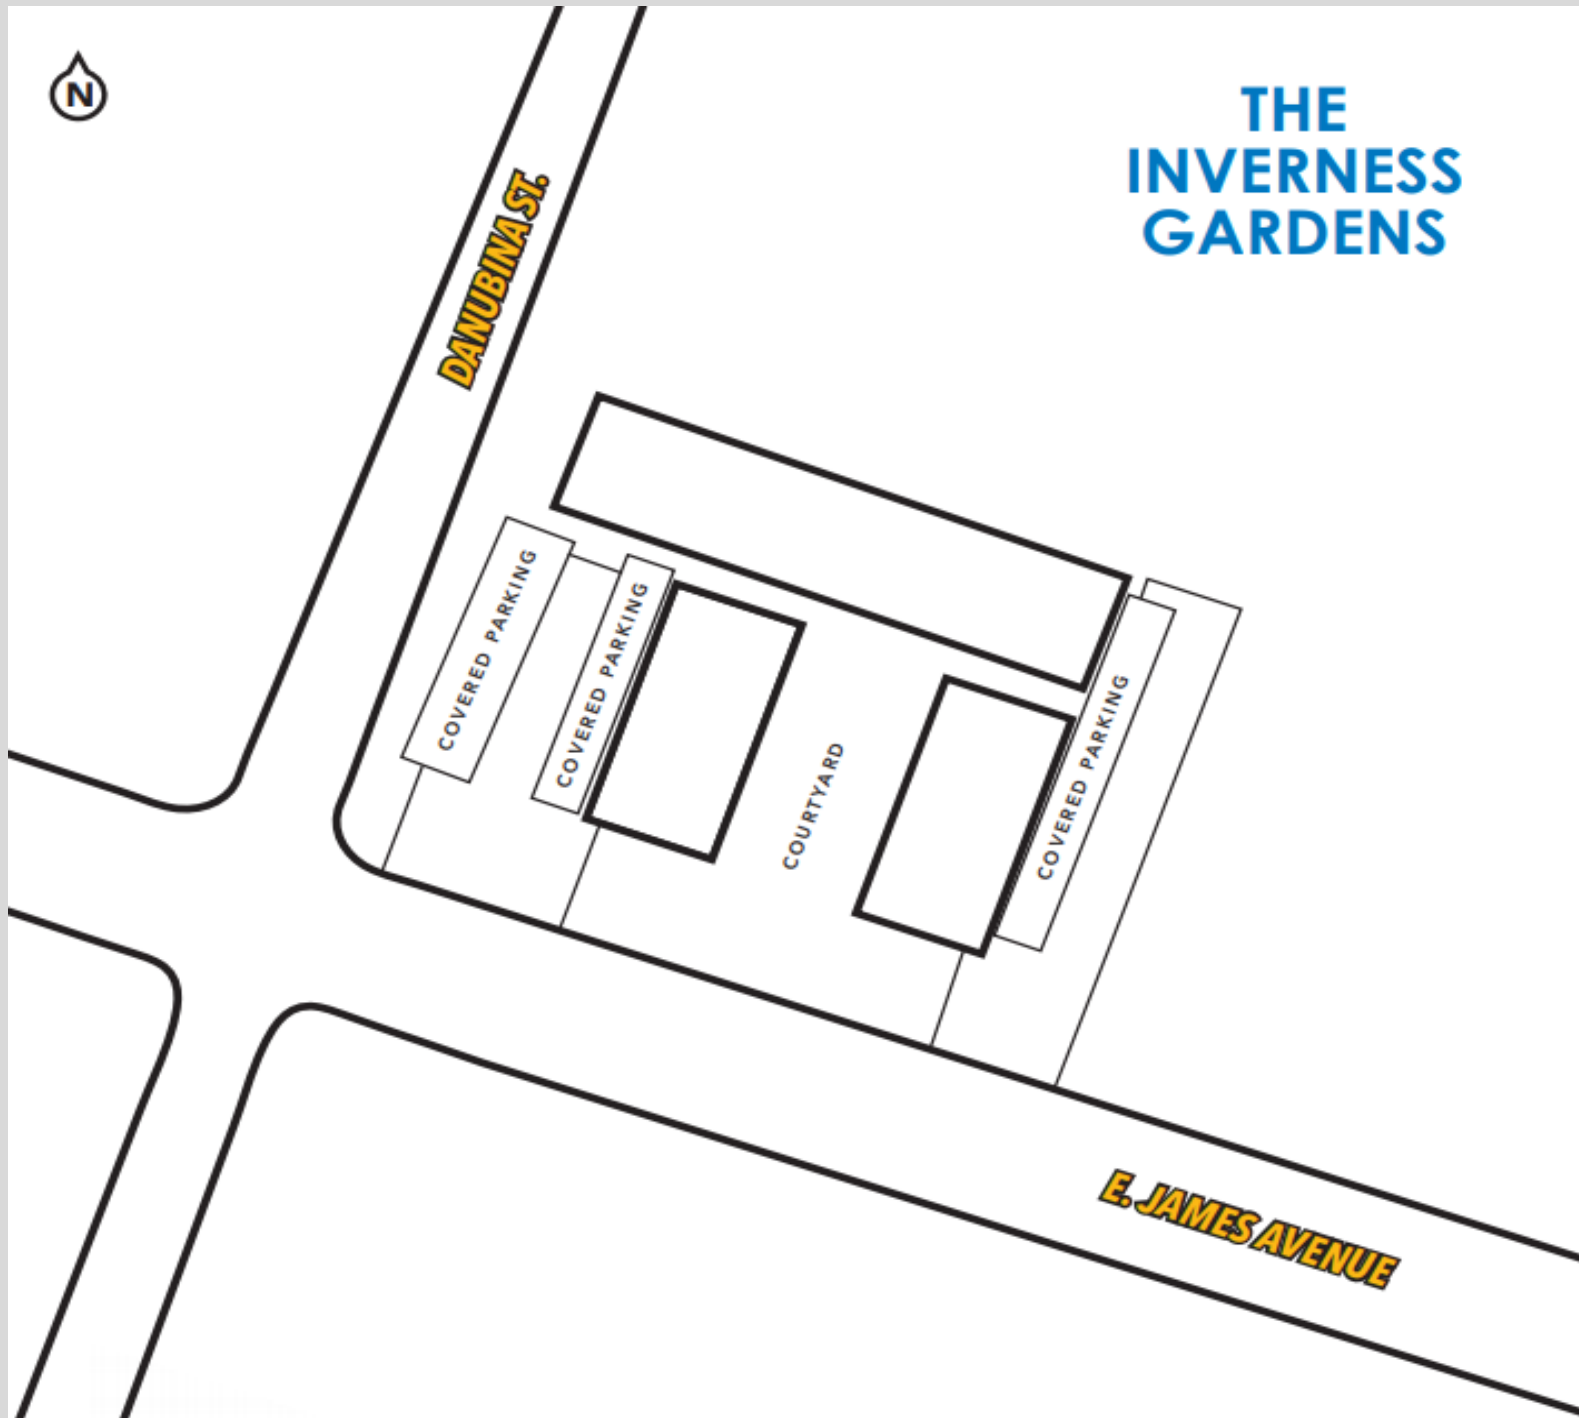 N
THE
INVERNESS
GARDENS
DANUBINA ST.
COVERED PARKING
COVERED PARKING
COURTYARD
COVERED PARKING
E. JAMES AVENUE